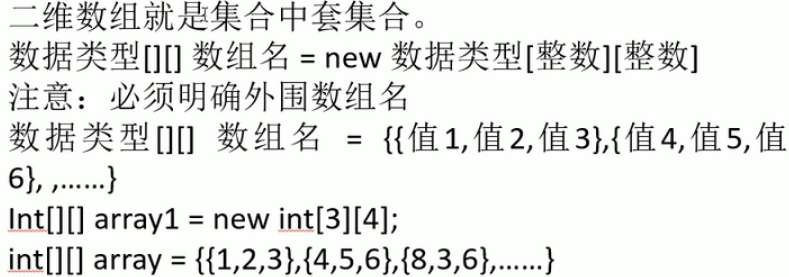 二维数组就是集合中套集合。
数据类型[][] 数组名 = new 数据类型[整数][整数]
注意：必须明确外围数组名
数据类型[][] 数组名 = {{值1,值2,值3},{值4,值5,值
6}, ,......}
Int[][] array1 = new int[3][4];
int[][] array = {{1,2,3},{4,5,6},{8,3,6},......}